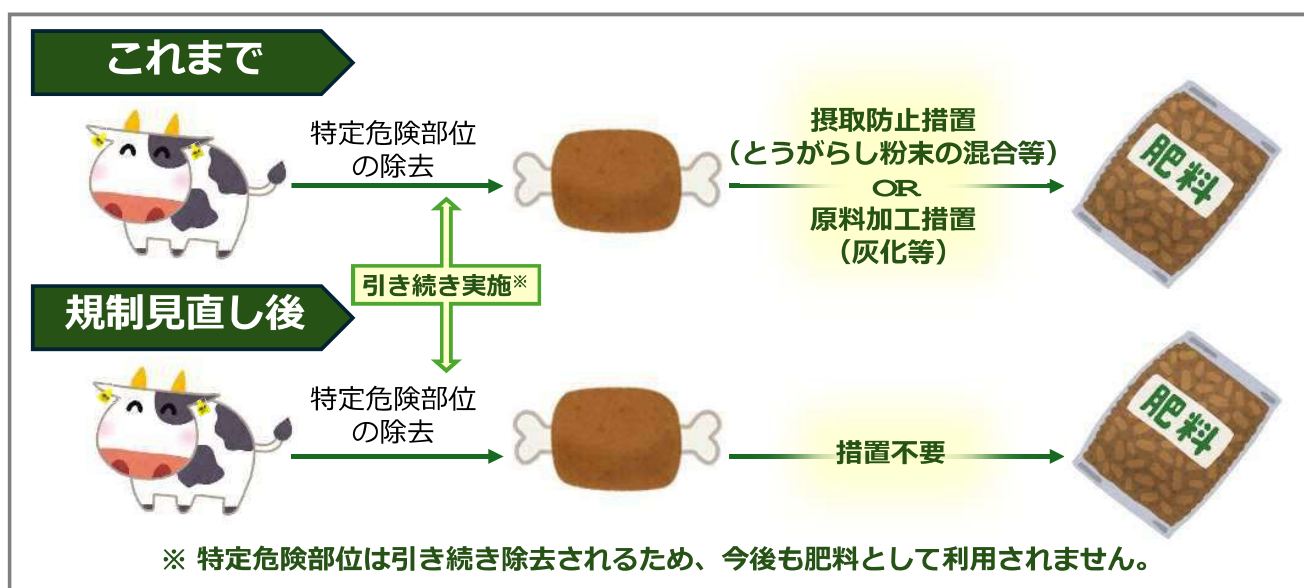 これまで
特定危険部位
の除去
摂取防止措置
（とうがらし粉末の混合等）
OR
原料加工措置
（灰化等）
肥料
引き続き実施※
規制見直し後
特定危険部位
の除去
措置不要
肥料
※ 特定危険部位は引き続き除去されるため、今後も肥料として利用されません。